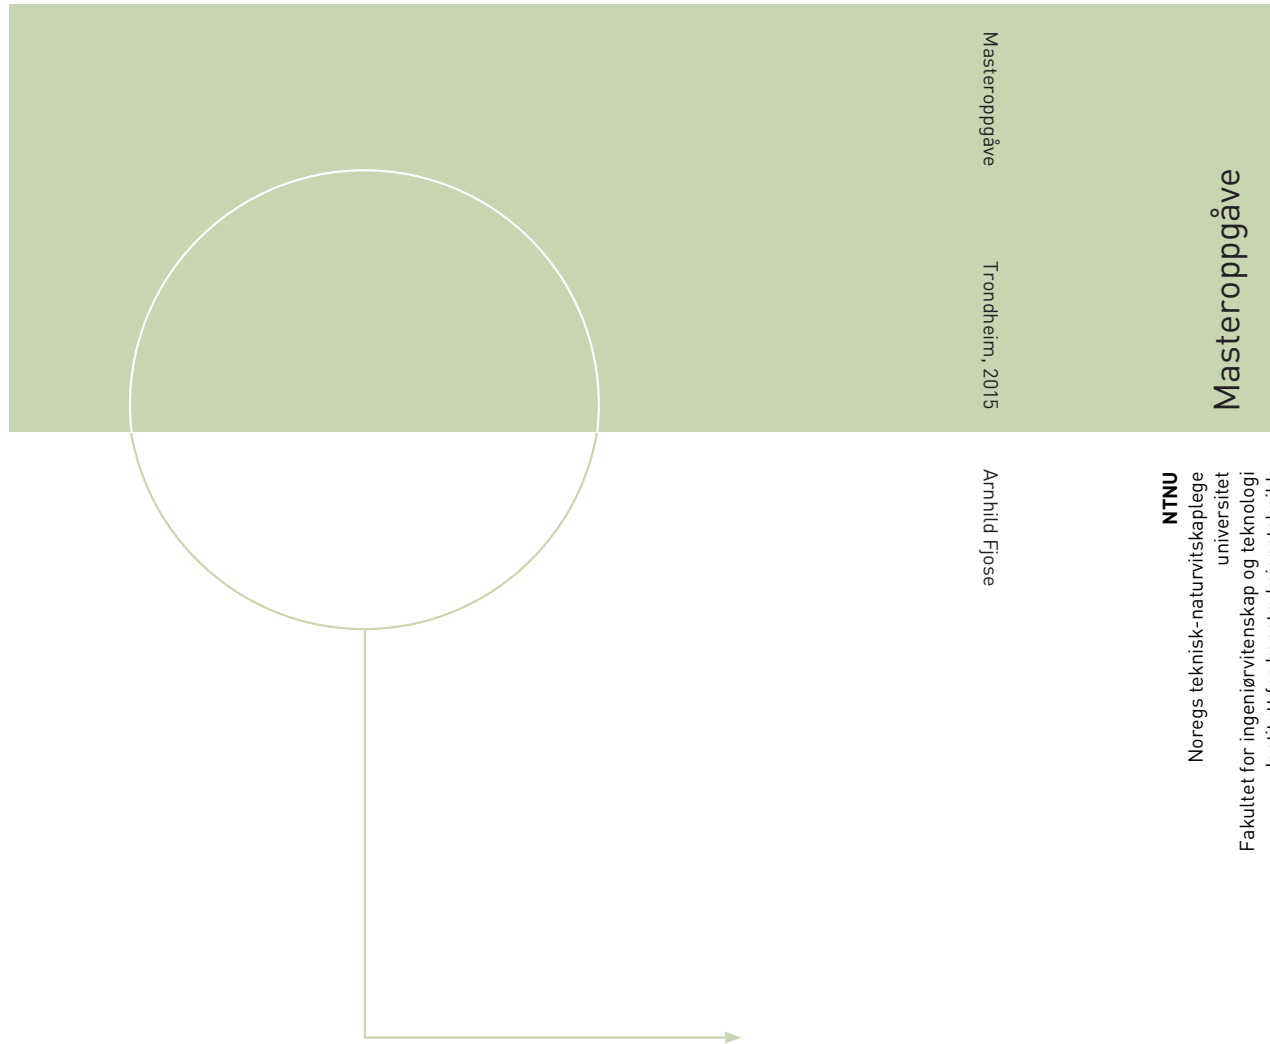 Masteroppgåve
Trondheim, 2015
Arnhild Fjose
Masteroppgåve
NTNU
Noregs teknisk-naturvitskaplege
universitet
Fakultet for ingeniørvitenskap og teknologi